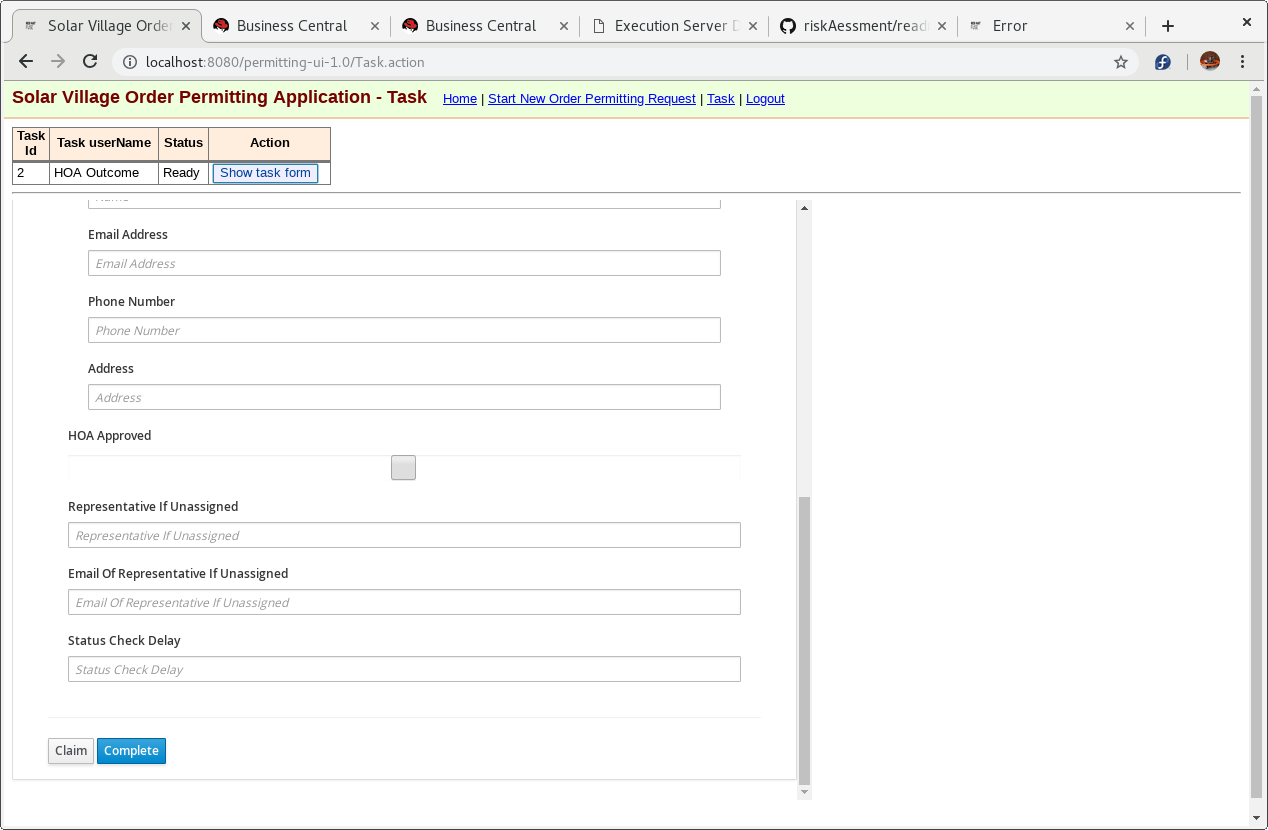 Solar Village Order
Business Central
Business Central
Execution Server D
riskAessment/read
Error
localhost:8080/permitting-ui-1.0/Task.action
Solar Village Order Permitting Application - Task
Home | Start New Order Permitting Request | Task | Logout
Task Id
Task userName
Status
Action
2
HOA Outcome
Ready
Show task form
Email Address
Email Address
Phone Number
Phone Number
Address
Address
HOA Approved
Representative If Unassigned
Representative If Unassigned
Email Of Representative If Unassigned
Email Of Representative If Unassigned
Status Check Delay
Status Check Delay
Claim
Complete